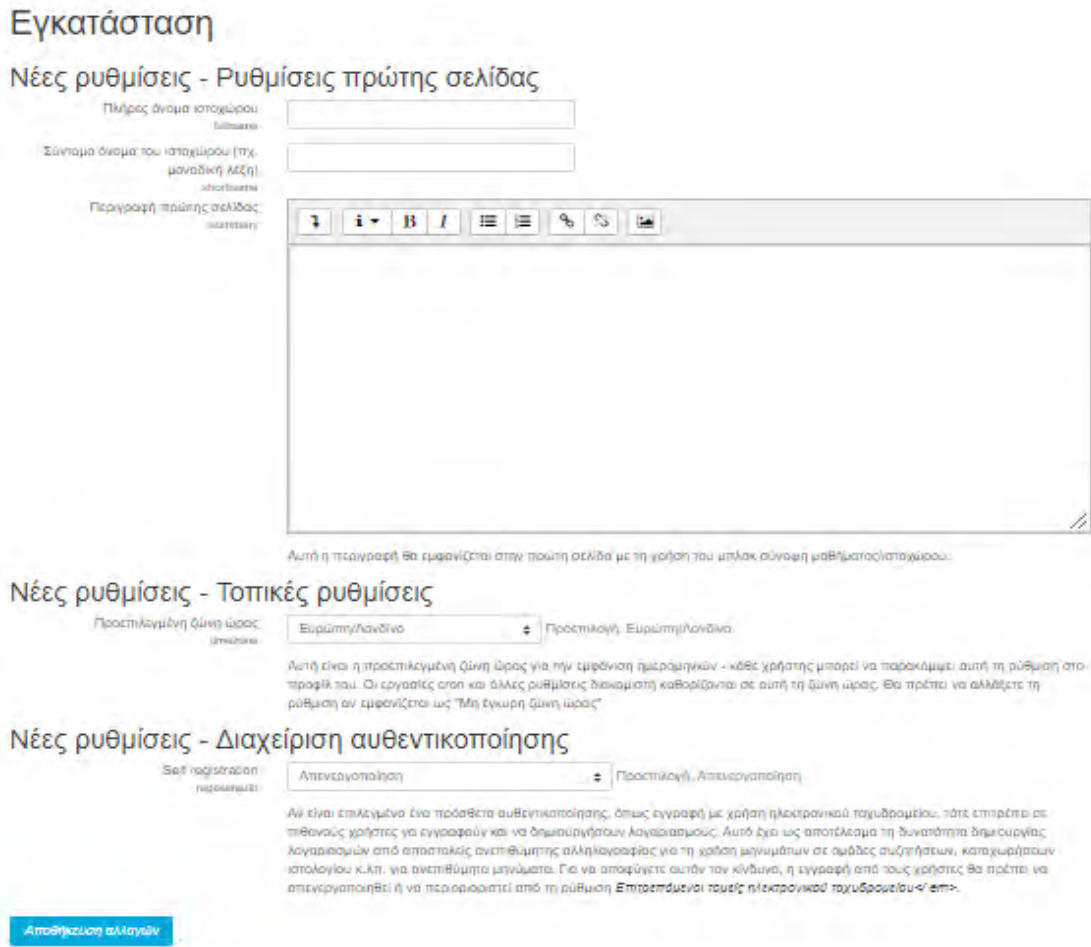 Εγκατάσταση
Νέες ρυθμίσεις - Ρυθμίσεις πρώτης σελίδας
Πλήρες όνομα ιστοχώρου
fullname
Σύντομο όνομα του ιστοχώρου (πχ.
μοναδική λέξη)
shortname
Περιγραφή πρώτης σελίδας
summary
i B I
Αυτή η περιγραφή θα εμφανίζεται στην πρώτη σελίδα με τη χρήση του μπλοκ σύνοψη μαθήματος/ιστοχώρου.
Νέες ρυθμίσεις - Τοπικές ρυθμίσεις
Προεπιλεγμένη ζώνη ώρας
timezone
Ευρώπη/Λονδίνο Προεπιλογή: Ευρώπη/Λονδίνο
Αυτή είναι η προεπιλεγμένη ζώνη ώρας για την εμφάνιση ημερομηνιών - κάθε χρήστης μπορεί να παρακάμψει αυτή τη ρύθμιση στο
προφίλ του. Οι εργασίες cron και άλλες ρυθμίσεις διακομιστή καθορίζονται σε αυτή τη ζώνη ώρας. Θα πρέπει να αλλάξετε τη
ρύθμιση αν εμφανίζεται ως "Μη έγκυρη ζώνη ώρας"
Νέες ρυθμίσεις - Διαχείριση αυθεντικοποίησης
Self registration
registerauth
Απενεργοποίηση Προεπιλογή: Απενεργοποίηση
Αν είναι επιλεγμένο ένα πρόσθετο αυθεντικοποίησης, όπως εγγραφή με χρήση ηλεκτρονικού ταχυδρομείου, τότε επιτρέπει σε
πιθανούς χρήστες να εγγραφούν και να δημιουργήσουν λογαριασμούς. Αυτό έχει ως αποτέλεσμα τη δυνατότητα δημιουργίας
λογαριασμών από αποστολείς ανεπιθύμητης αλληλογραφίας για τη χρήση μηνυμάτων σε ομάδες συζητήσεων, καταχωρήσεων
ιστολογίου κ.λπ. για ανεπιθύμητα μηνύματα. Για να αποφύγετε αυτόν τον κίνδυνο, η εγγραφή από τους χρήστες θα πρέπει να
απενεργοποιηθεί ή να περιοριοριστεί από τη ρύθμιση Επιτρεπόμενοι τομείς ηλεκτρονικού ταχυδρομείου</ em>.
Αποθήκευση αλλαγών